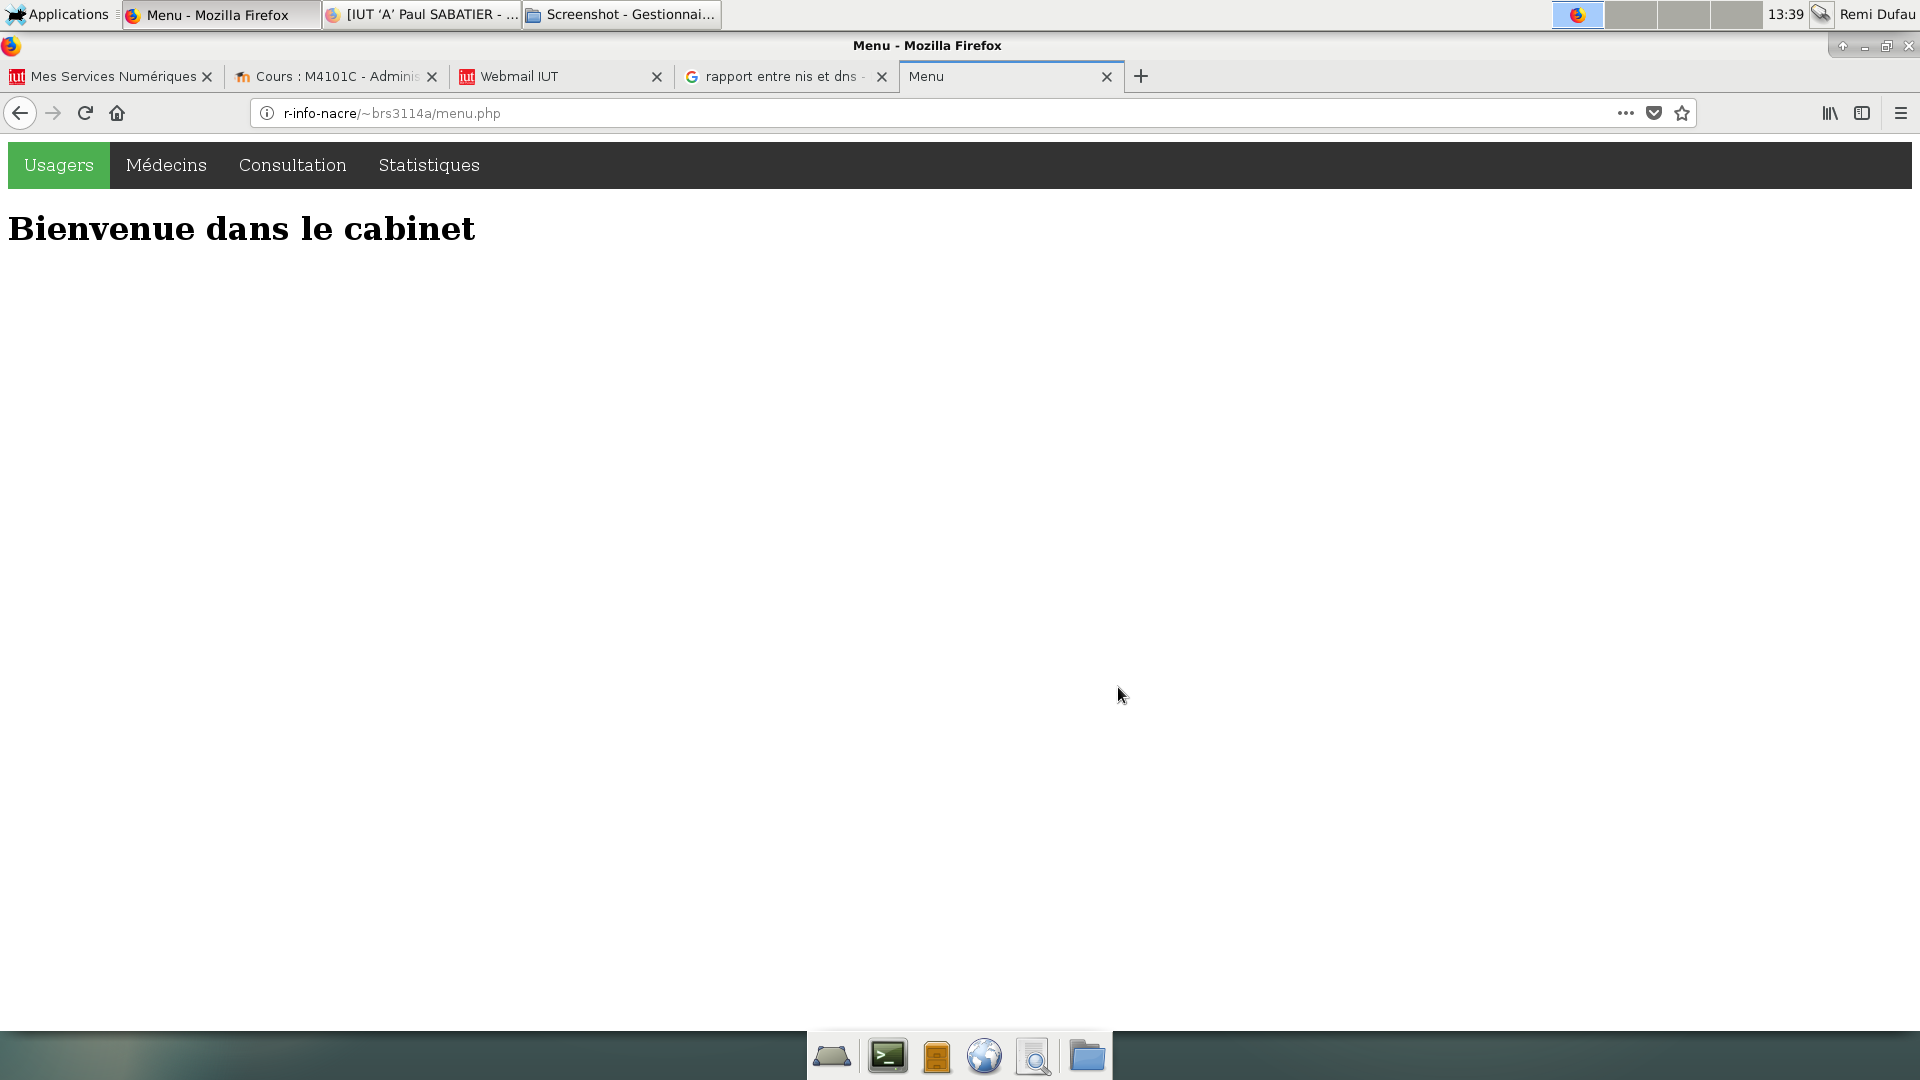 Applications
Menu - Mozilla Firefox
[IUT ‘A’ Paul SABATIER - ...
Screenshot - Gestionnai...
13:39
Remi Dufau
Menu - Mozilla Firefox
iut Mes Services Numériques
Cours : M4101C - Adminis
iut Webmail IUT
rapport entre nis et dns -
Menu
r-info-nacre/~brs3114a/menu.php
Usagers Médecins Consultation Statistiques
Bienvenue dans le cabinet